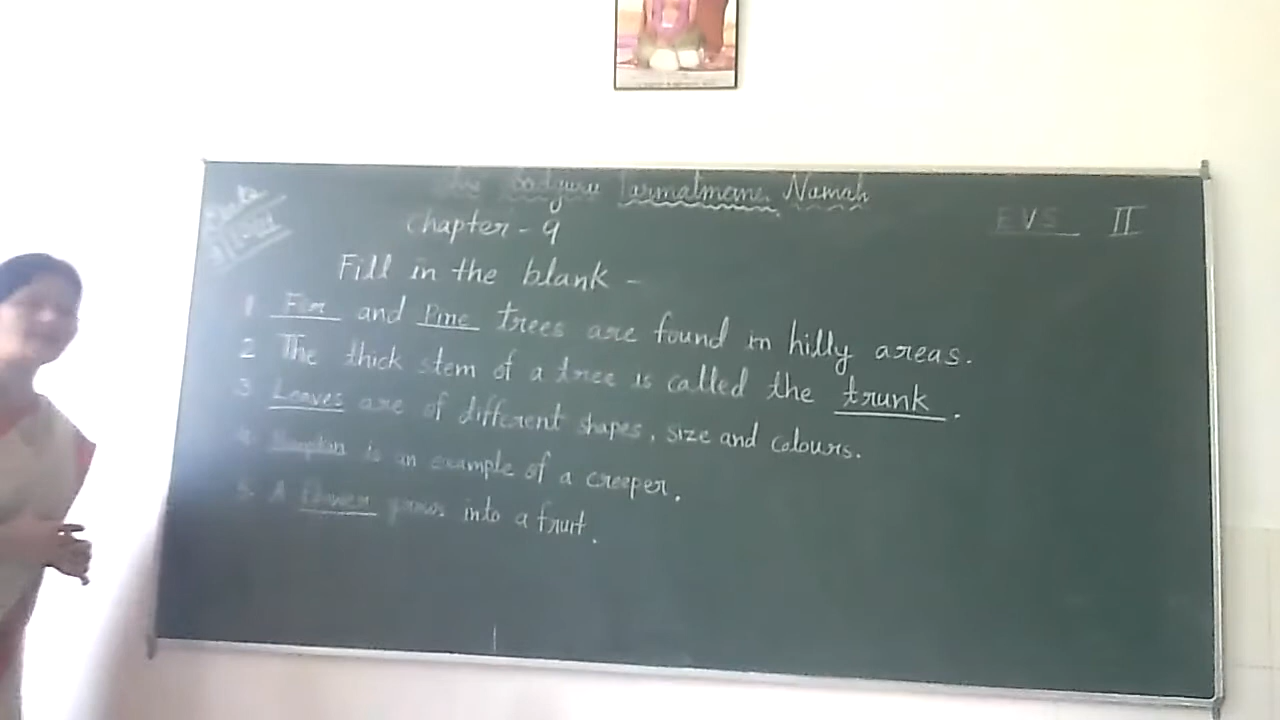 Namah
EVS II
Chapter - 9
Fill in the blank -
1 Fir and Pine trees are found in hilly areas.
2 The thick stem of a tree is called the trunk.
3 Leaves are of different shapes, size and colours.
4. is an example of a creeper.
5. A flower grows into a fruit.